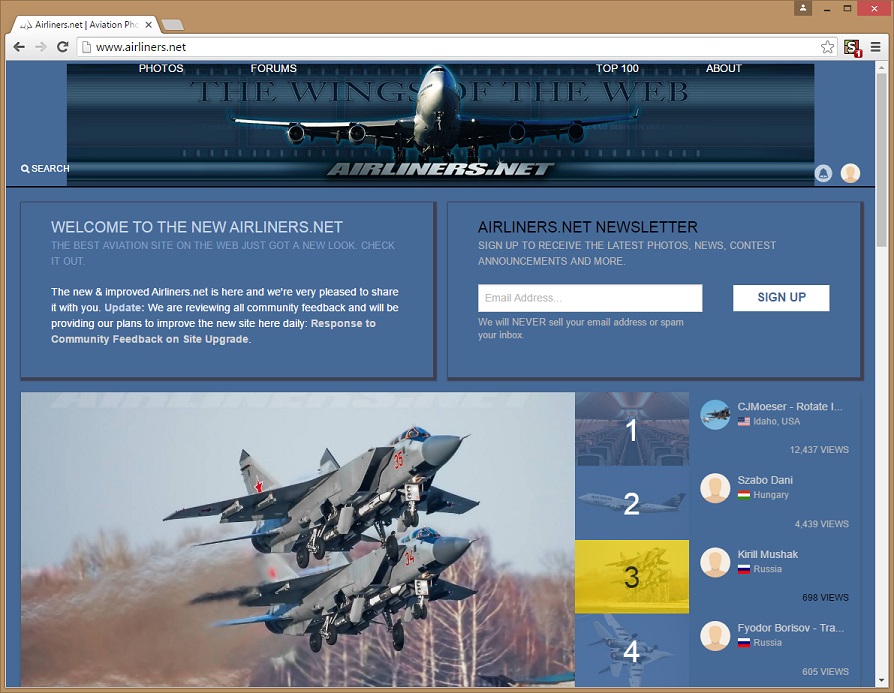 Airliners.net | Aviation Pho
www.airliners.net
S
1
PHOTOS
FORUMS
TOP 100
ABOUT
THE WINGS OF THE WEB
AIRLINERS.NET
SEARCH
WELCOME TO THE NEW AIRLINERS.NET
THE BEST AVIATION SITE ON THE WEB JUST GOT A NEW LOOK. CHECK
IT OUT.
The new & improved Airliners.net is here and we're very pleased to share
it with you. Update: We are reviewing all community feedback and will be
providing our plans to improve the new site here daily: Response to
Community Feedback on Site Upgrade.
AIRLINERS.NET NEWSLETTER
SIGN UP TO RECEIVE THE LATEST PHOTOS, NEWS, CONTEST
ANNOUNCEMENTS AND MORE.
Email Address...
SIGN UP
We will NEVER sell your email address or spam
your inbox.
AIRLINERS.NET
35
34
1
CJMoeser - Rotate I...
Idaho, USA
12,437 VIEWS
2
Szabo Dani
Hungary
4,439 VIEWS
3
Kirill Mushak
Russia
698 VIEWS
4
Fyodor Borisov - Tra...
Russia
605 VIEWS